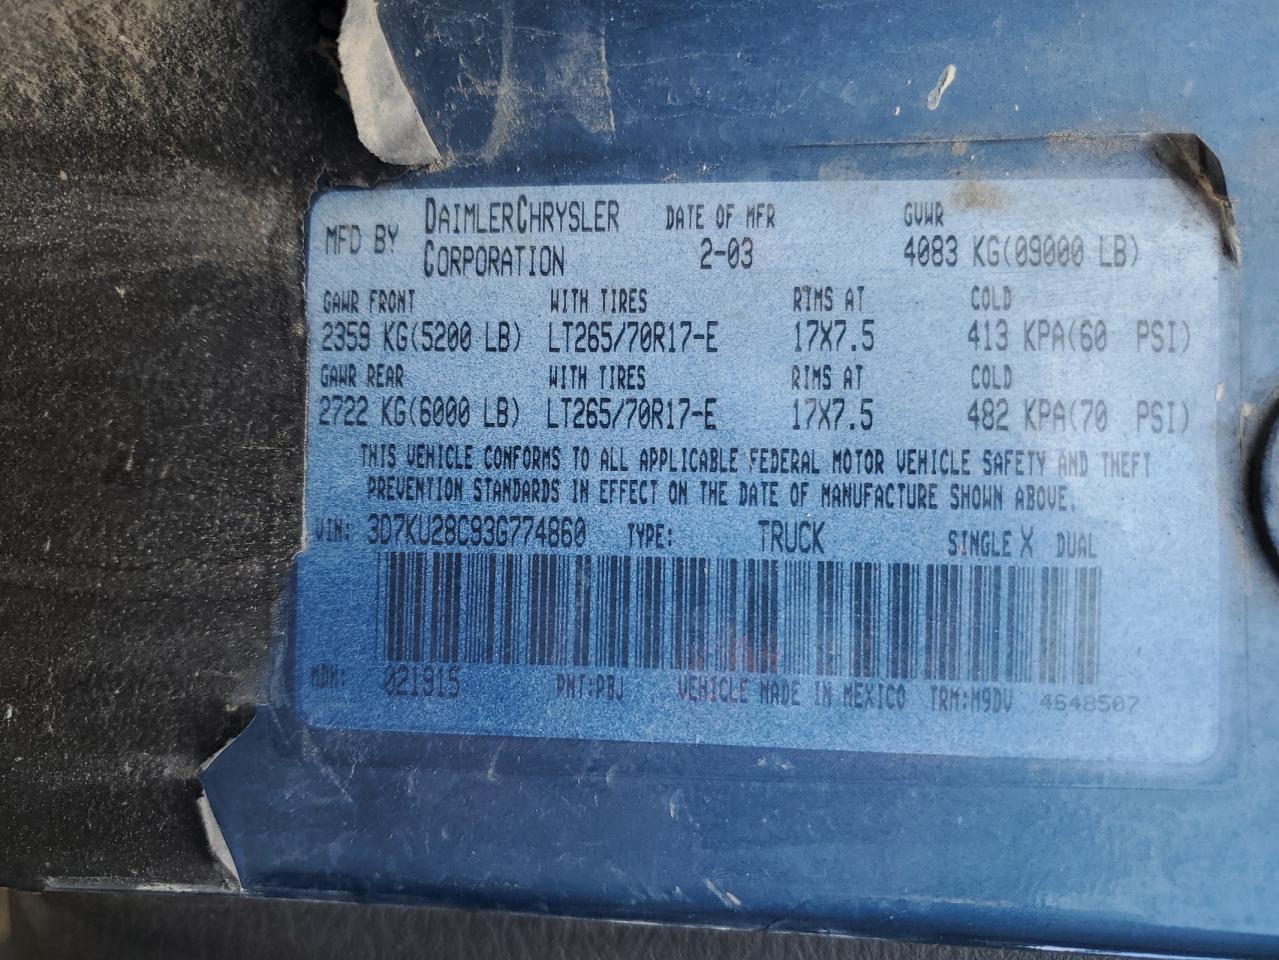 MFD BY DAIMLERCHRYSLER CORPORATION DATE OF MFR 2-03 GVWR 4083 KG(09000 LB)
GAWR FRONT WITH TIRES RIMS AT COLD
2359 KG(5200 LB) LT265/70R17-E 17X7.5 413 KPA(60 PSI)
GAWR REAR WITH TIRES RIMS AT COLD
2722 KG(6000 LB) LT265/70R17-E 17X7.5 482 KPA(70 PSI)
THIS VEHICLE CONFORMS TO ALL APPLICABLE FEDERAL MOTOR VEHICLE SAFETY AND THEFT
PREVENTION STANDARDS IN EFFECT ON THE DATE OF MANUFACTURE SHOWN ABOVE.
VIN: 3D7KU28C93G774860 TYPE: TRUCK SINGLE X DUAL
MDH: 021915 PNT:PBJ VEHICLE MADE IN MEXICO TRM:M9DV 4648507